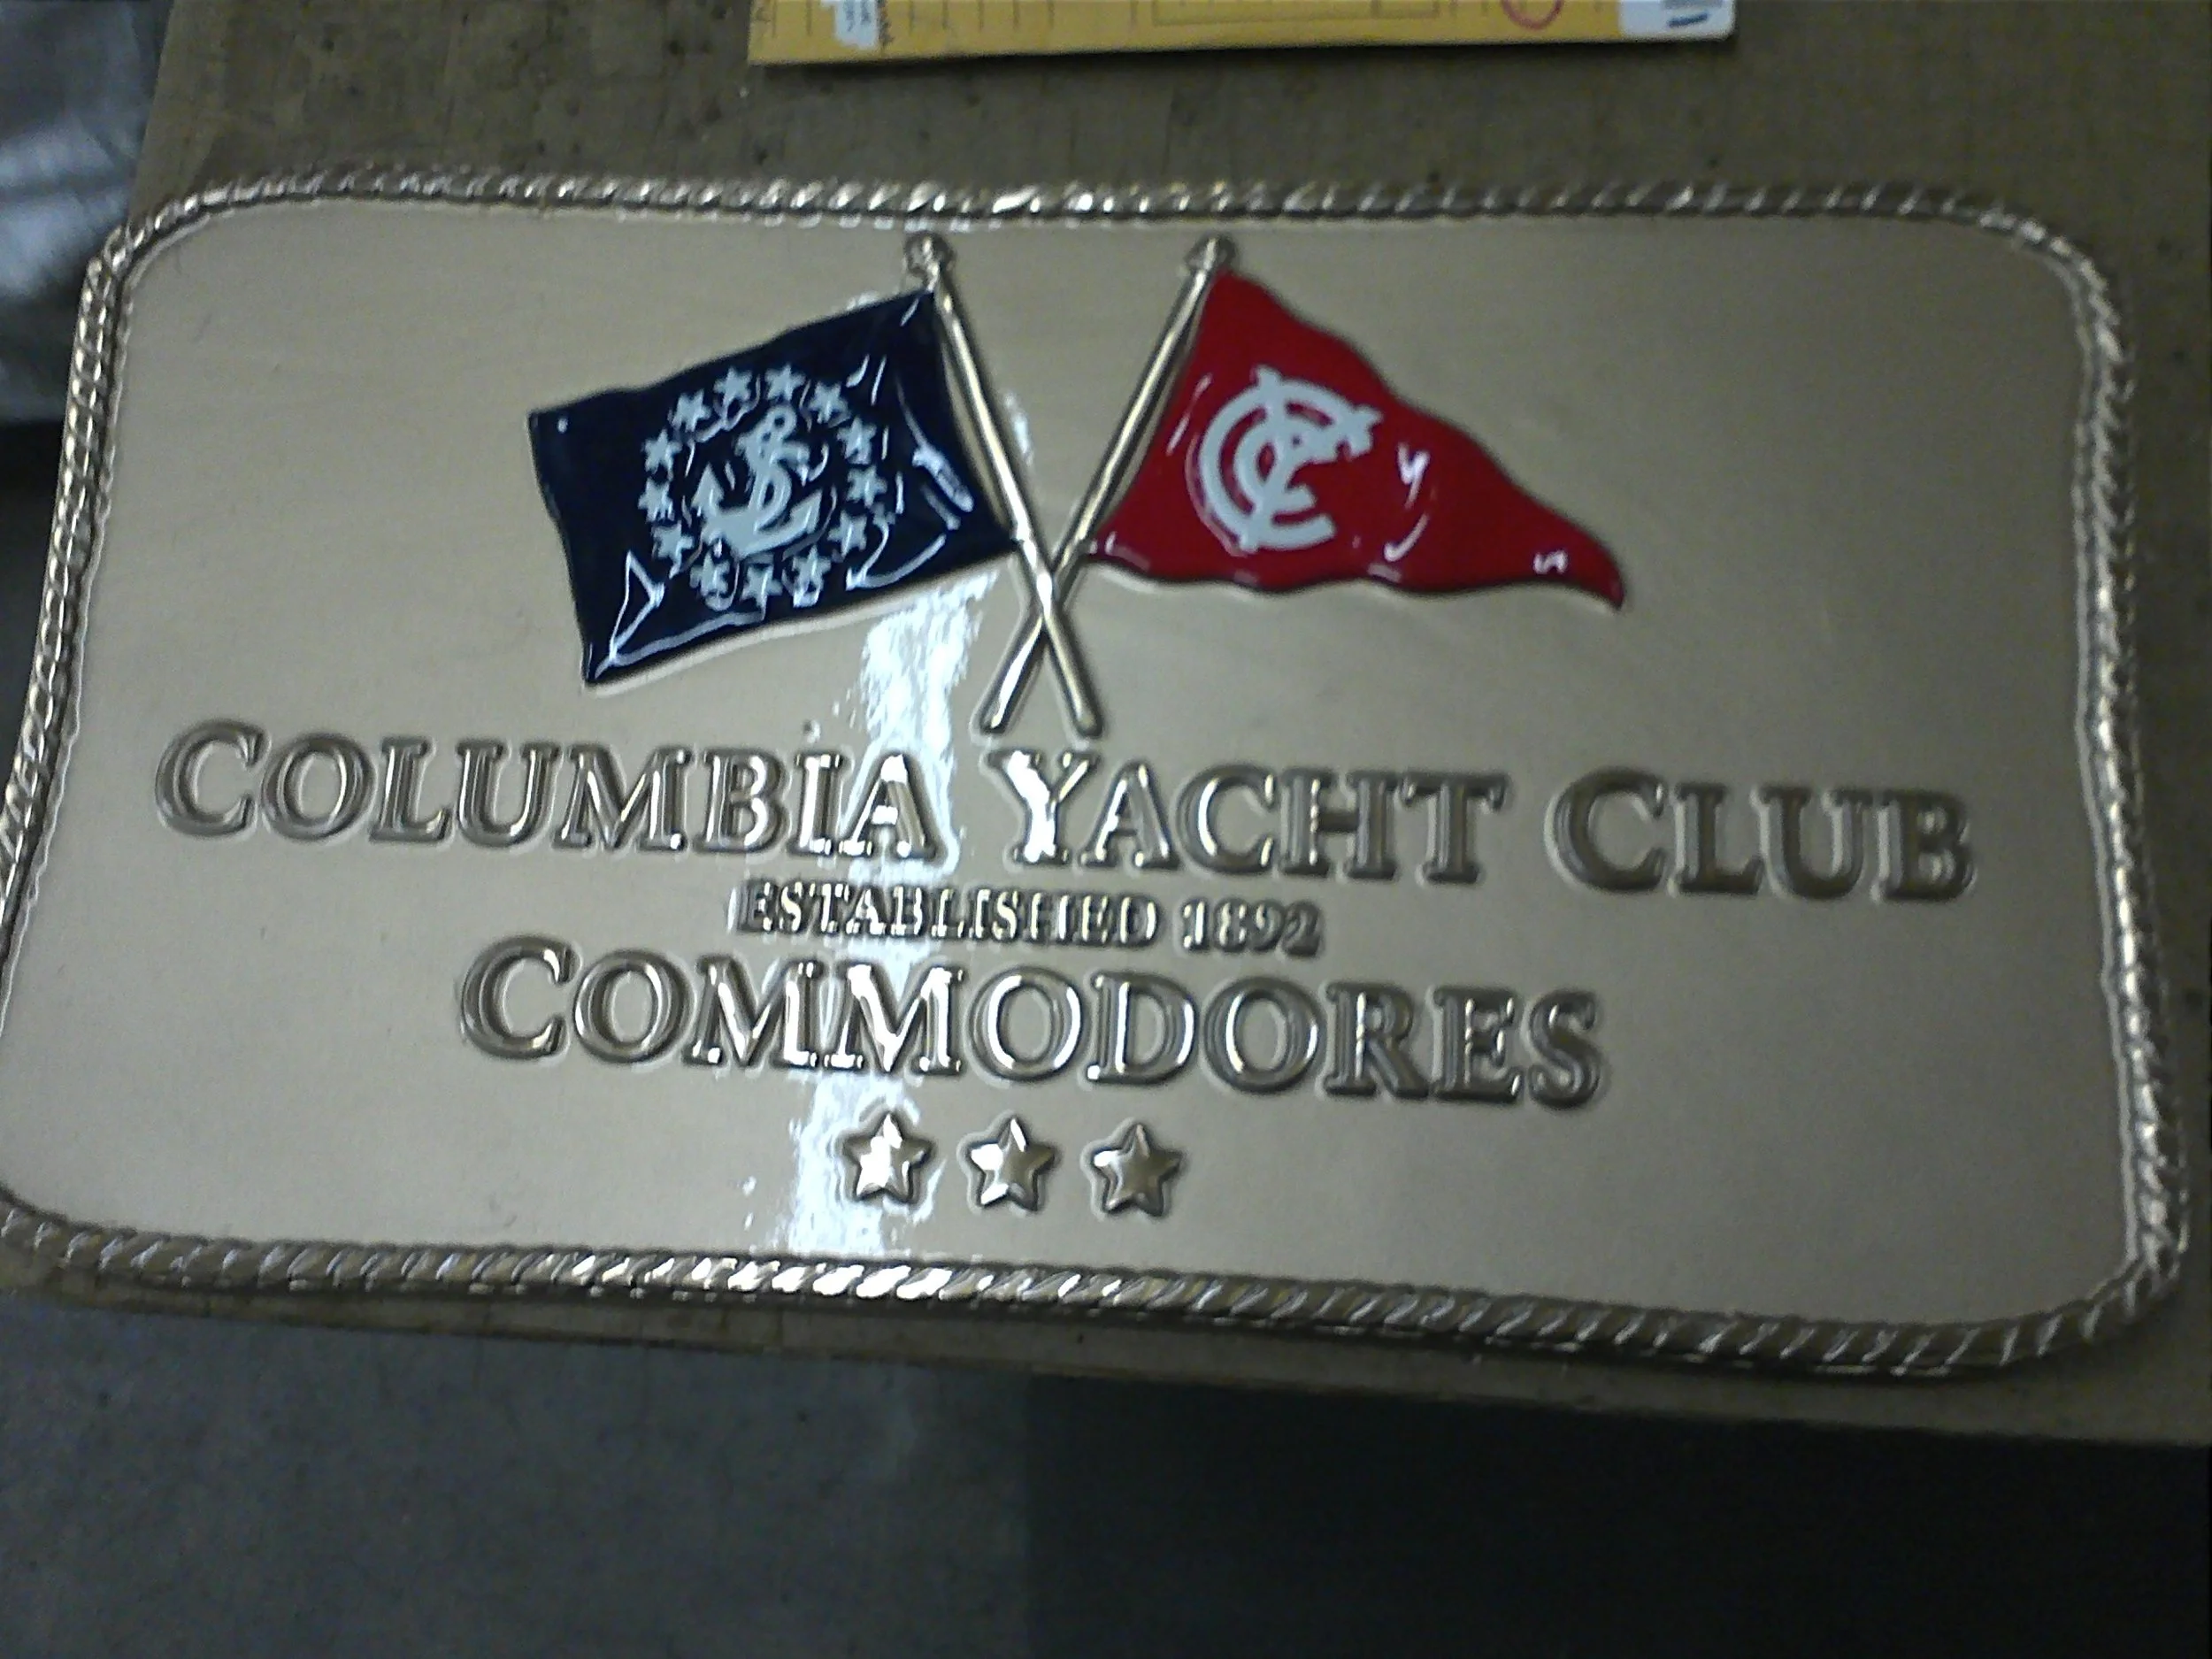 COLUMBIA YACHT CLUB
ESTABLISHED 1892
COMMODORES